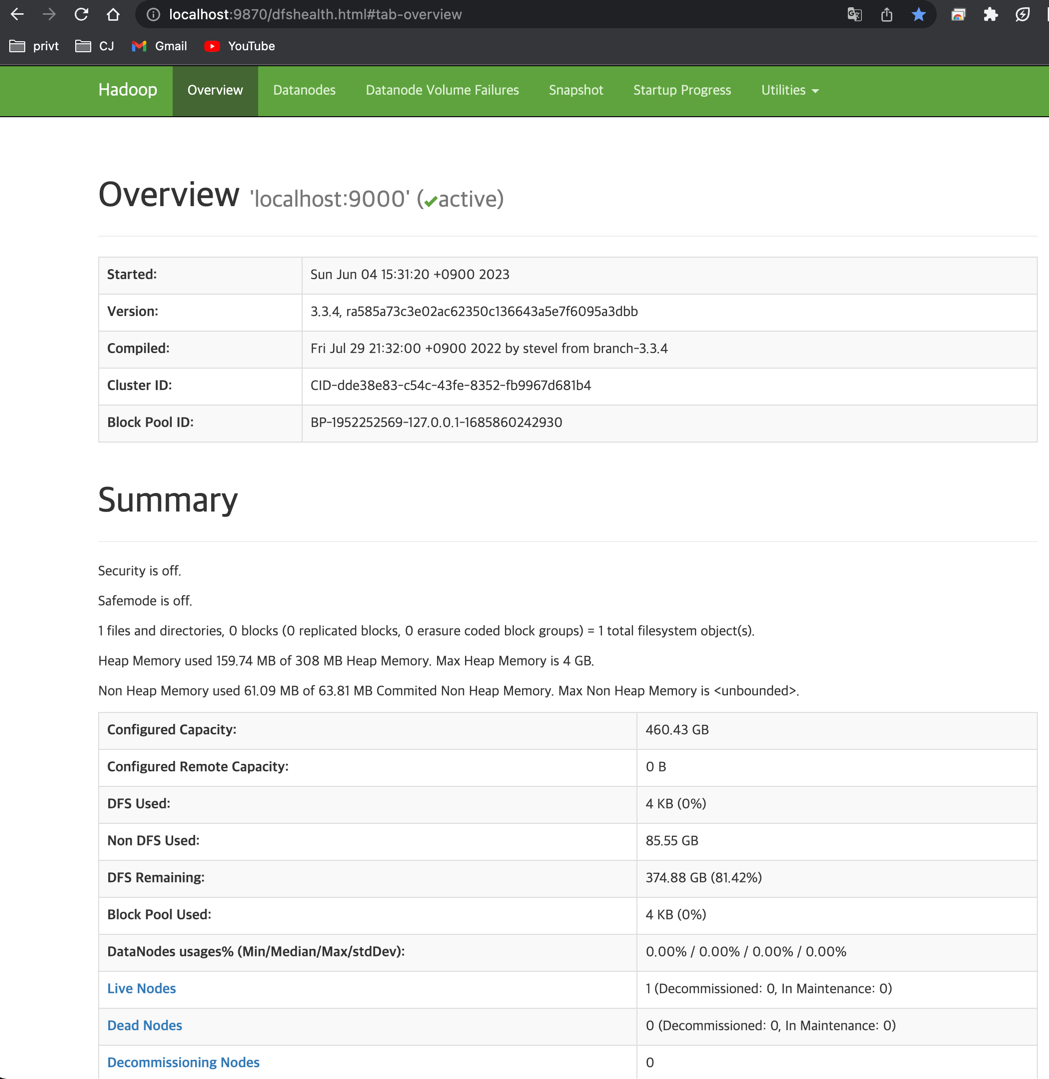 localhost:9870/dfshealth.html#tab-overview
privt CJ Gmail YouTube
Hadoop Overview Datanodes Datanode Volume Failures Snapshot Startup Progress Utilities
Overview 'localhost:9000' (✔active)
Started: Sun Jun 04 15:31:20 +0900 2023
Version: 3.3.4, ra585a73c3e02ac62350c136643a5e7f6095a3dbb
Compiled: Fri Jul 29 21:32:00 +0900 2022 by stevel from branch-3.3.4
Cluster ID: CID-dde38e83-c54c-43fe-8352-fb9967d681b4
Block Pool ID: BP-1952252569-127.0.0.1-1685860242930
Summary
Security is off.
Safemode is off.
1 files and directories, 0 blocks (0 replicated blocks, 0 erasure coded block groups) = 1 total filesystem object(s).
Heap Memory used 159.74 MB of 308 MB Heap Memory. Max Heap Memory is 4 GB.
Non Heap Memory used 61.09 MB of 63.81 MB Commited Non Heap Memory. Max Non Heap Memory is <unbounded>.
Configured Capacity: 460.43 GB
Configured Remote Capacity: 0 B
DFS Used: 4 KB (0%)
Non DFS Used: 85.55 GB
DFS Remaining: 374.88 GB (81.42%)
Block Pool Used: 4 KB (0%)
DataNodes usages% (Min/Median/Max/stdDev): 0.00% / 0.00% / 0.00% / 0.00%
Live Nodes 1 (Decommissioned: 0, In Maintenance: 0)
Dead Nodes 0 (Decommissioned: 0, In Maintenance: 0)
Decommissioning Nodes 0